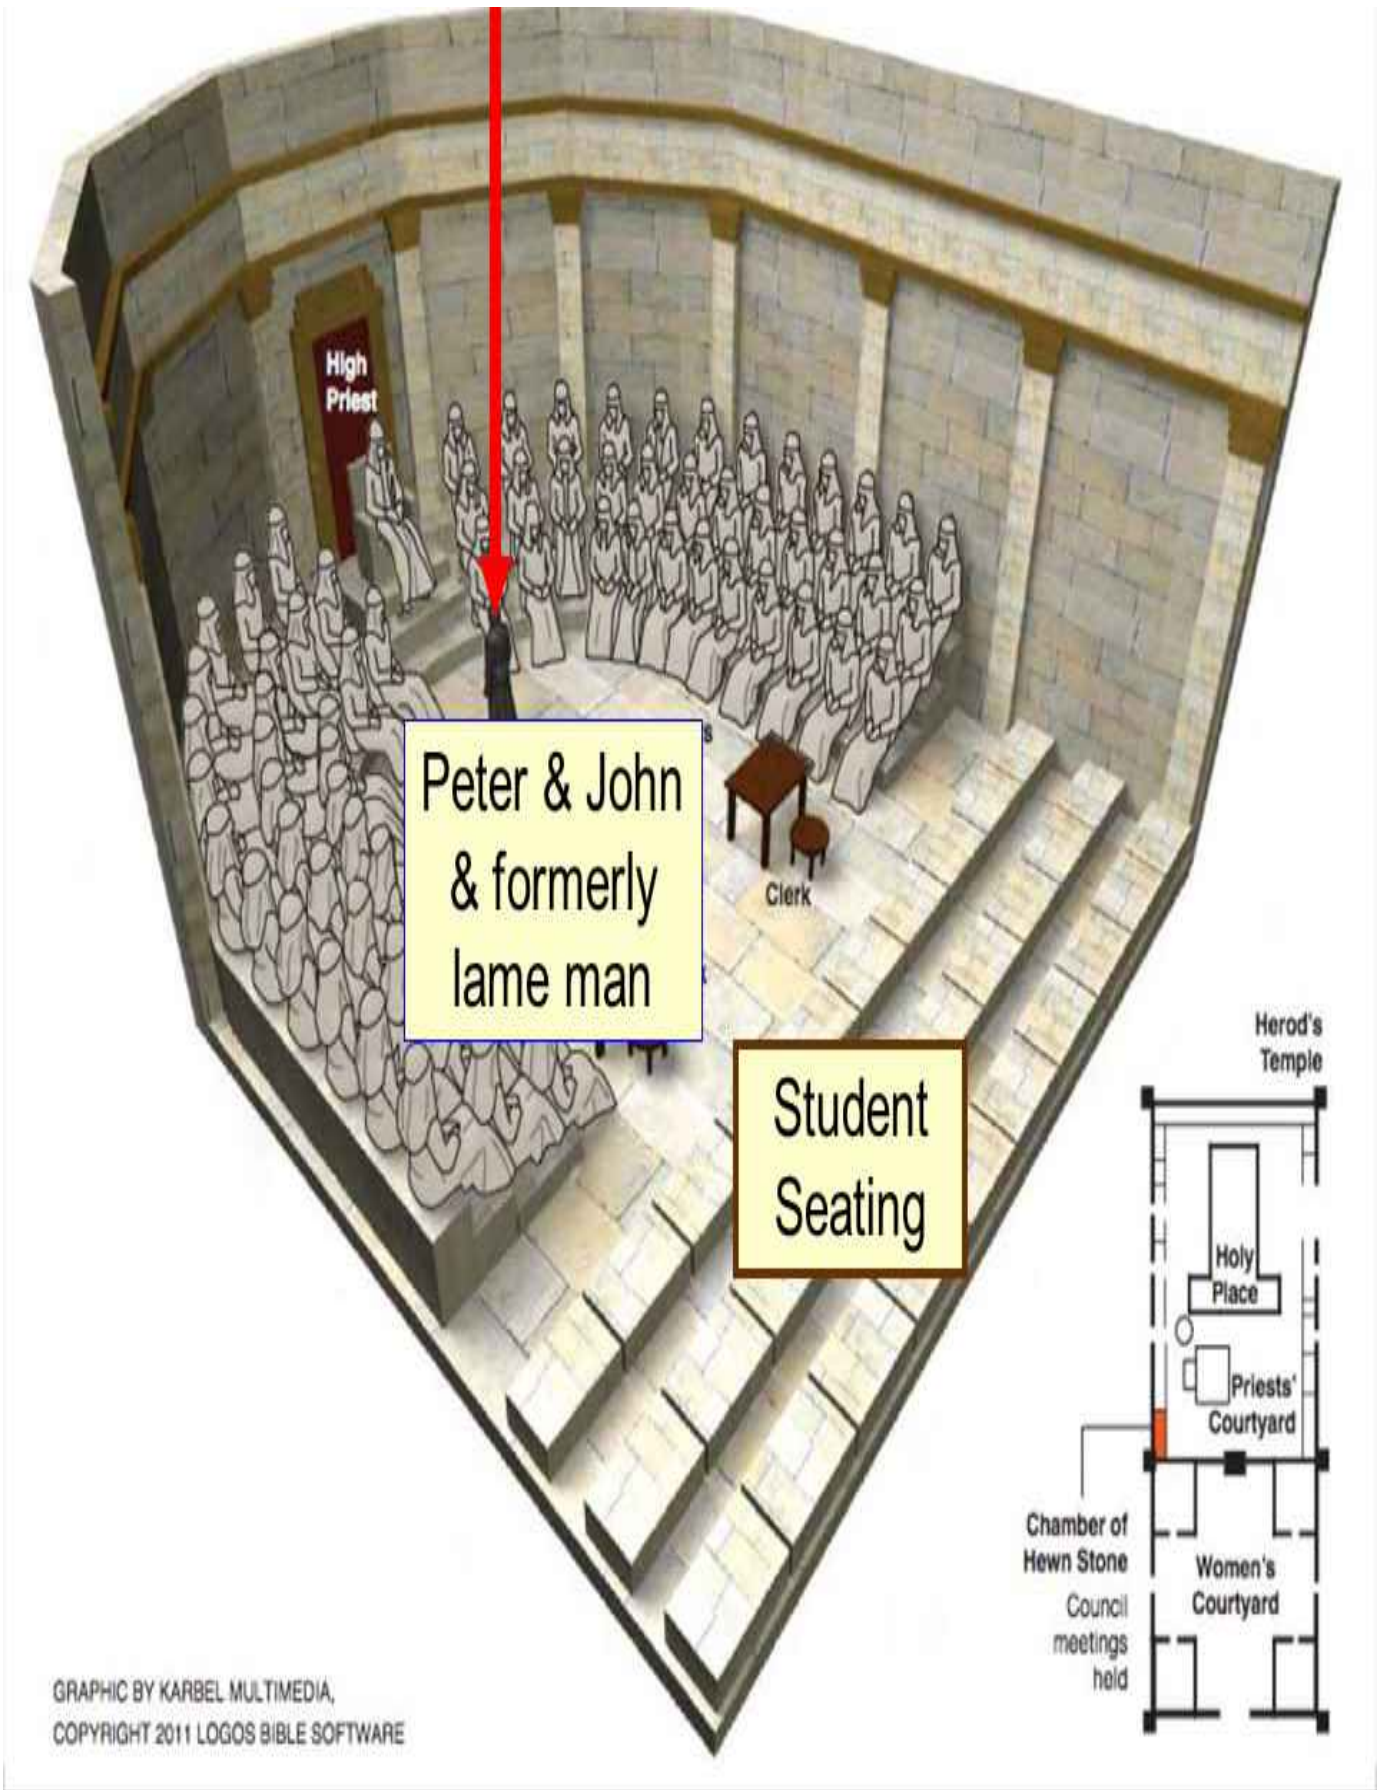 High
Priest
Peter & John
& formerly
lame man
Clerk
Student
Seating
Herod's
Temple
Holy
Place
Priests'
Courtyard
Chamber of
Hewn Stone
Council
meetings
held
Women's
Courtyard
GRAPHIC BY KARBEL MULTIMEDIA,
COPYRIGHT 2011 LOGOS BIBLE SOFTWARE